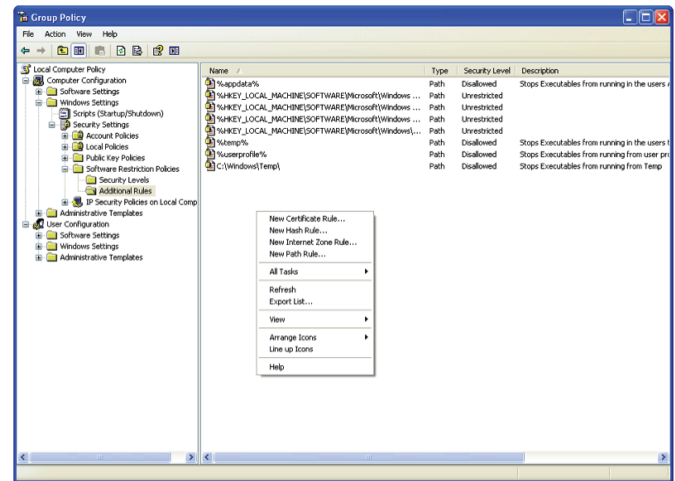 Group Policy
File Action View Help
Local Computer Policy
Computer Configuration
Software Settings
Windows Settings
Scripts (Startup/Shutdown)
Security Settings
Account Policies
Local Policies
Public Key Policies
Software Restriction Policies
Security Levels
Additional Rules
IP Security Policies on Local Comp
Administrative Templates
User Configuration
Software Settings
Windows Settings
Administrative Templates
Name Type Security Level Description
%appdata% Path Disallowed Stops Executables from running in the users
%HKEY_LOCAL_MACHINE\SOFTWARE\Microsoft\Windows ... Path Unrestricted
%HKEY_LOCAL_MACHINE\SOFTWARE\Microsoft\Windows ... Path Unrestricted
%HKEY_LOCAL_MACHINE\SOFTWARE\Microsoft\Windows ... Path Unrestricted
%HKEY_LOCAL_MACHINE\SOFTWARE\Microsoft\Windows\... Path Unrestricted
%temp% Path Disallowed Stops Executables from running in the users t
%userprofile% Path Disallowed Stops Executables from running from user pro
C:\Windows\Temp\ Path Disallowed Stops Executables from running from Temp
New Certificate Rule...
New Hash Rule...
New Internet Zone Rule...
New Path Rule...
All Tasks
Refresh
Export List...
View
Arrange Icons
Line up Icons
Help